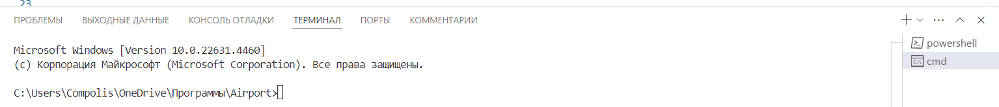 23
ПРОБЛЕМЫ ВЫХОДНЫЕ ДАННЫЕ КОНСОЛЬ ОТЛАДКИ ТЕРМИНАЛ ПОРТЫ КОММЕНТАРИИ
Microsoft Windows [Version 10.0.22631.4460]
(c) Корпорация Майкрософт (Microsoft Corporation). Все права защищены.
C:\Users\Compolis\OneDrive\Программы\Airport>
powershell
cmd